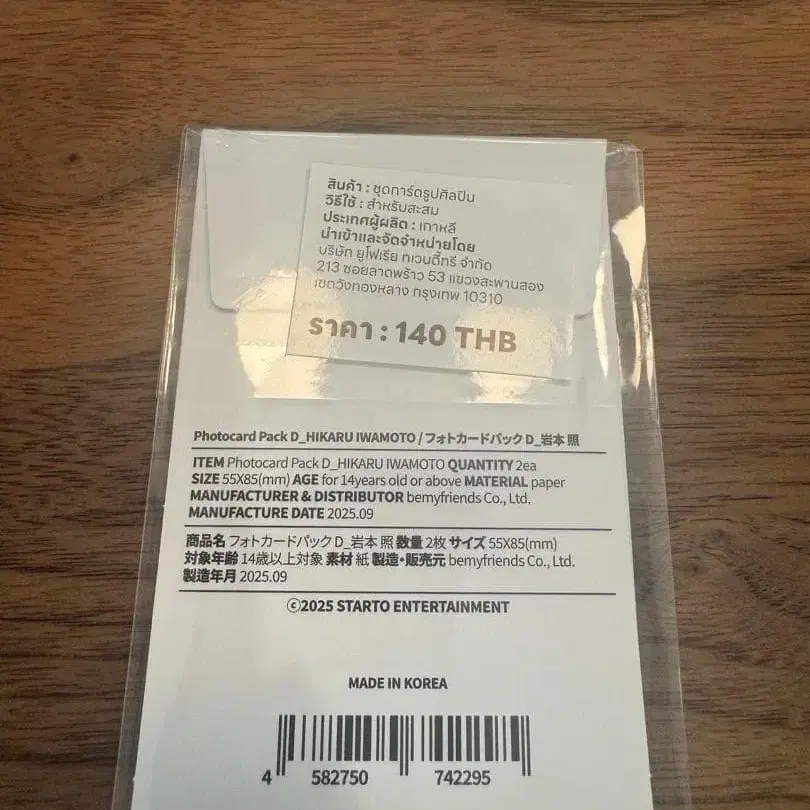 สินค้า : ชุดการ์ดรูปศิลปิน
วิธีใช้ : สำหรับสะสม
ประเทศผู้ผลิต : เกาหลี
นำเข้าและจัดจำหน่ายโดย
บริษัท ยูโฟเรีย ทเวนตี้ทรี จำกัด
213 ซอยลาดพร้าว 53 แขวงสะพานสอง
เขตวังทองหลาง กรุงเทพ 10310
ราคา : 140 THB
Photocard Pack D_HIKARU IWAMOTO / フォトカードパック D_岩本 照
ITEM Photocard Pack D_HIKARU IWAMOTO QUANTITY 2ea
SIZE 55X85(mm) AGE for 14years old or above MATERIAL paper
MANUFACTURER & DISTRIBUTOR bemyfriends Co., Ltd.
MANUFACTURE DATE 2025.09
商品名 フォトカードパック D_岩本 照 数量 2枚 サイズ 55X85(mm)
対象年齢 14歳以上対象 素材 紙 製造・販売元 bemyfriends Co., Ltd.
製造年月 2025.09
©2025 STARTO ENTERTAINMENT
MADE IN KOREA
4 582750 742295